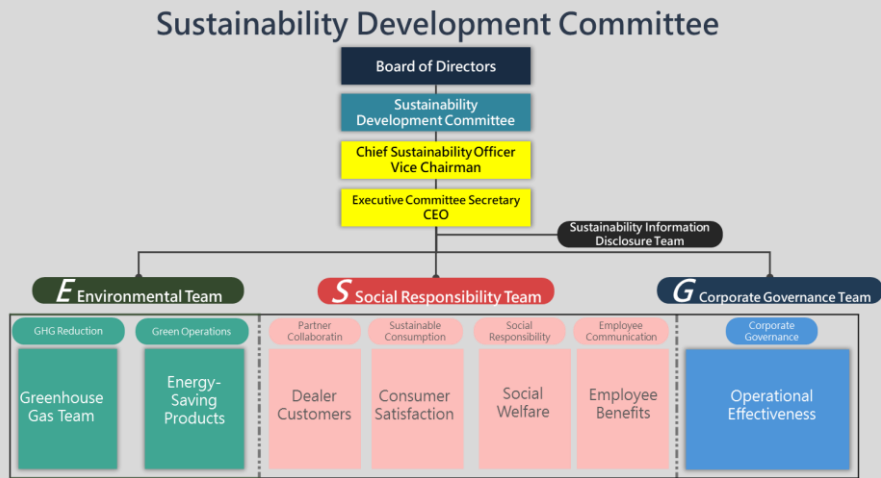 Sustainability Development Committee
Board of Directors
Sustainability
Development Committee
Chief Sustainability Officer
Vice Chairman
Executive Committee Secretary
CEO
Sustainability Information
Disclosure Team
E Environmental Team
S Social Responsibility Team
G Corporate Governance Team
GHG Reduction
Green Operations
Partner
Collaboratin
Sustainable
Consumption
Social
Responsibility
Employee
Communication
Corporate
Governance
Greenhouse
Gas Team
Energy-
Saving
Products
Dealer
Customers
Consumer
Satisfaction
Social
Welfare
Employee
Benefits
Operational
Effectiveness